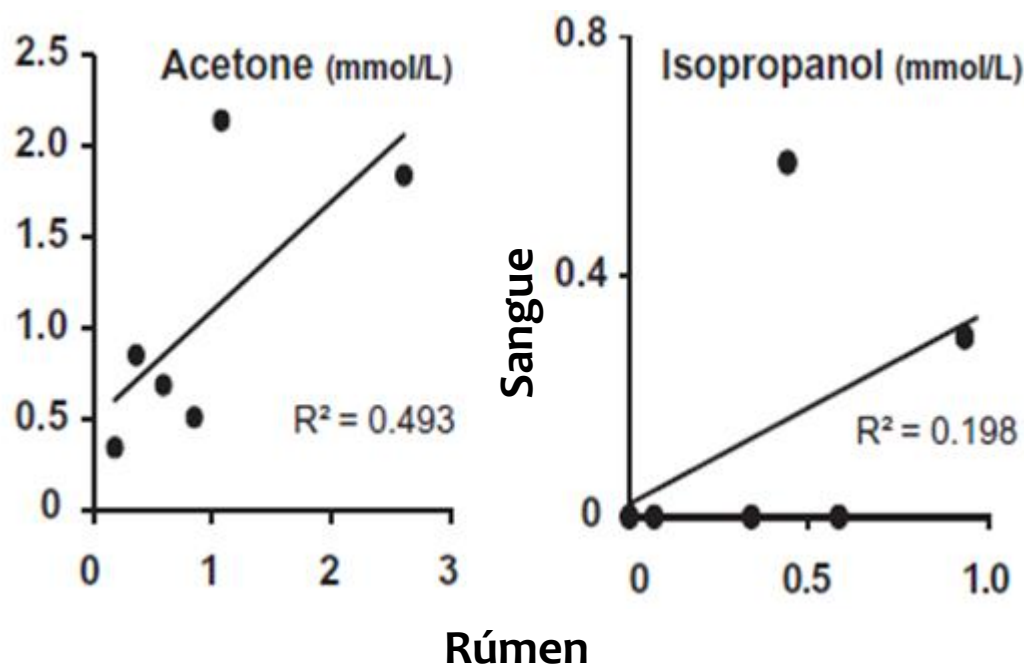 Acetone (mmol/L)
2.5
2.0
1.5
1.0
0.5
0
R² = 0.493
0 1 2 3
Sangue
Isopropanol (mmol/L)
0.8
0.4
0
R² = 0.198
0 0.5 1.0
Rúmen